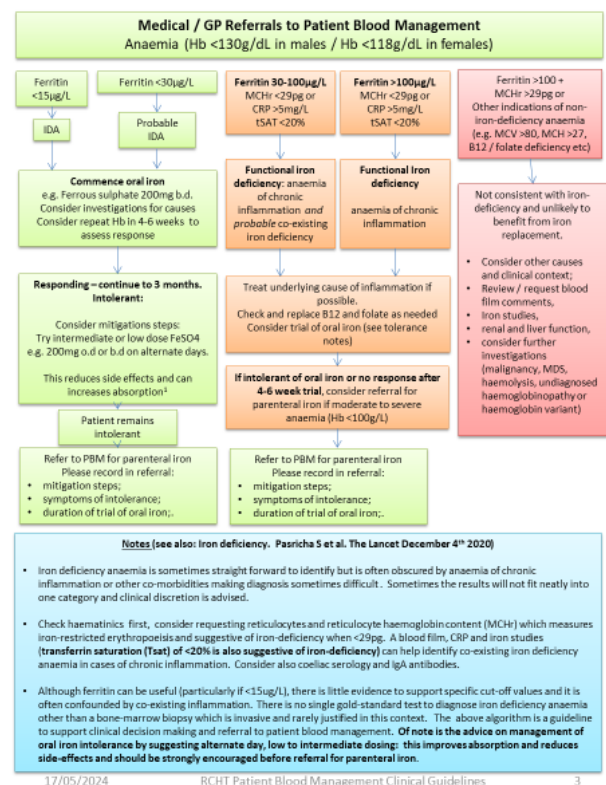 Medical / GP Referrals to Patient Blood Management
Anaemia (Hb <130g/dL in males / Hb <118g/dL in females)
Ferritin
<15µg/L
IDA
Ferritin <30µg/L
Probable
IDA
Commence oral iron
e.g. Ferrous sulphate 200mg b.d.
Consider investigations for causes
Consider repeat Hb in 4-6 weeks to
assess response
Responding – continue to 3 months.
Intolerant:
Consider mitigations steps:
Try intermediate or low dose FeSO4
e.g. 200mg o.d or b.d on alternate days.
This reduces side effects and can
increases absorption¹
Patient remains
intolerant
Refer to PBM for parenteral iron
Please record in referral:
• mitigation steps;
• symptoms of intolerance;
• duration of trial of oral iron;.
Ferritin 30-100µg/L
MCHr <29pg or
CRP >5mg/L
tSAT <20%
Functional iron
deficiency: anaemia
of chronic
inflammation and
probable co-existing
iron deficiency
Ferritin >100µg/L
MCHr <29pg or
CRP >5mg/L
tSAT <20%
Functional Iron
deficiency
anaemia of chronic
inflammation
Treat underlying cause of inflammation if
possible.
Check and replace B12 and folate as needed
Consider trial of oral iron (see tolerance
notes)
If intolerant of oral iron or no response after
4-6 week trial, consider referral for
parenteral iron if moderate to severe
anaemia (Hb <100g/L)
Refer to PBM for parenteral iron
Please record in referral:
• mitigation steps;
• symptoms of intolerance;
• duration of trial of oral iron;.
Ferritin >100 +
MCHr >29pg or
Other indications of non-
iron-deficiency anaemia
(e.g. MCV >80, MCH >27,
B12 / folate deficiency etc)
Not consistent with iron-
deficiency and unlikely to
benefit from iron
replacement.
• Consider other causes
and clinical context;
• Review / request blood
film comments,
• Iron studies,
• renal and liver function,
• consider further
investigations
(malignancy, MDS,
haemolysis, undiagnosed
haemoglobinopathy or
haemoglobin variant)
Notes (see also: Iron deficiency. Pasricha S et al. The Lancet December 4th 2020)
• Iron deficiency anaemia is sometimes straight forward to identify but is often obscured by anaemia of chronic
inflammation or other co-morbidities making diagnosis sometimes difficult. Sometimes the results will not fit neatly into
one category and clinical discretion is advised.
• Check haematinics first, consider requesting reticulocytes and reticulocyte haemoglobin content (MCHr) which measures
iron-restricted erythropoeisis and suggestive of iron-deficiency when <29pg. A blood film, CRP and iron studies
(transferrin saturation (Tsat) of <20% is also suggestive of iron-deficiency) can help identify co-existing iron deficiency
anaemia in cases of chronic inflammation. Consider also coeliac serology and IgA antibodies.
• Although ferritin can be useful (particularly if <15ug/L), there is little evidence to support specific cut-off values and it is
often confounded by co-existing inflammation. There is no single gold-standard test to diagnose iron deficiency anaemia
other than a bone-marrow biopsy which is invasive and rarely justified in this context. The above algorithm is a guideline
to support clinical decision making and referral to patient blood management. Of note is the advice on management of
oral iron intolerance by suggesting alternate day, low to intermediate dosing: this improves absorption and reduces
side-effects and should be strongly encouraged before referral for parenteral iron.
17/05/2024 RCHT Patient Blood Management Clinical Guidelines 3